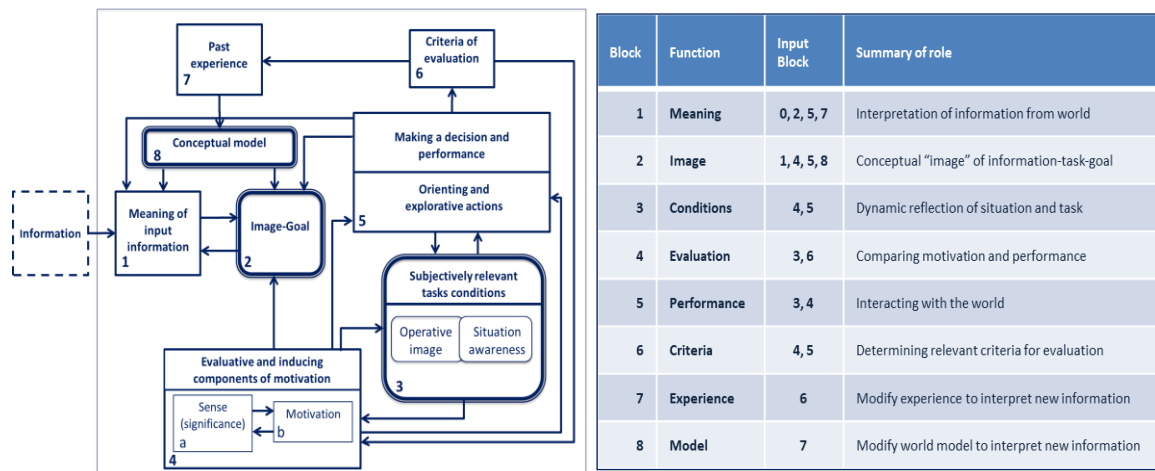 Past
experience
7
Criteria of
evaluation
6
Conceptual model
8
Making a decision and
performance
Orienting and
explorative actions
5
Information
Meaning of
input
information
1
Image-Goal
2
Subjectively relevant
tasks conditions
Operative
image
Situation
awareness
3
Evaluative and inducing
components of motivation
Sense
(significance)
a
Motivation
b
4
Block Function Input Block Summary of role
1 Meaning 0, 2, 5, 7 Interpretation of information from world
2 Image 1, 4, 5, 8 Conceptual “image” of information-task-goal
3 Conditions 4, 5 Dynamic reflection of situation and task
4 Evaluation 3, 6 Comparing motivation and performance
5 Performance 3, 4 Interacting with the world
6 Criteria 4, 5 Determining relevant criteria for evaluation
7 Experience 6 Modify experience to interpret new information
8 Model 7 Modify world model to interpret new information